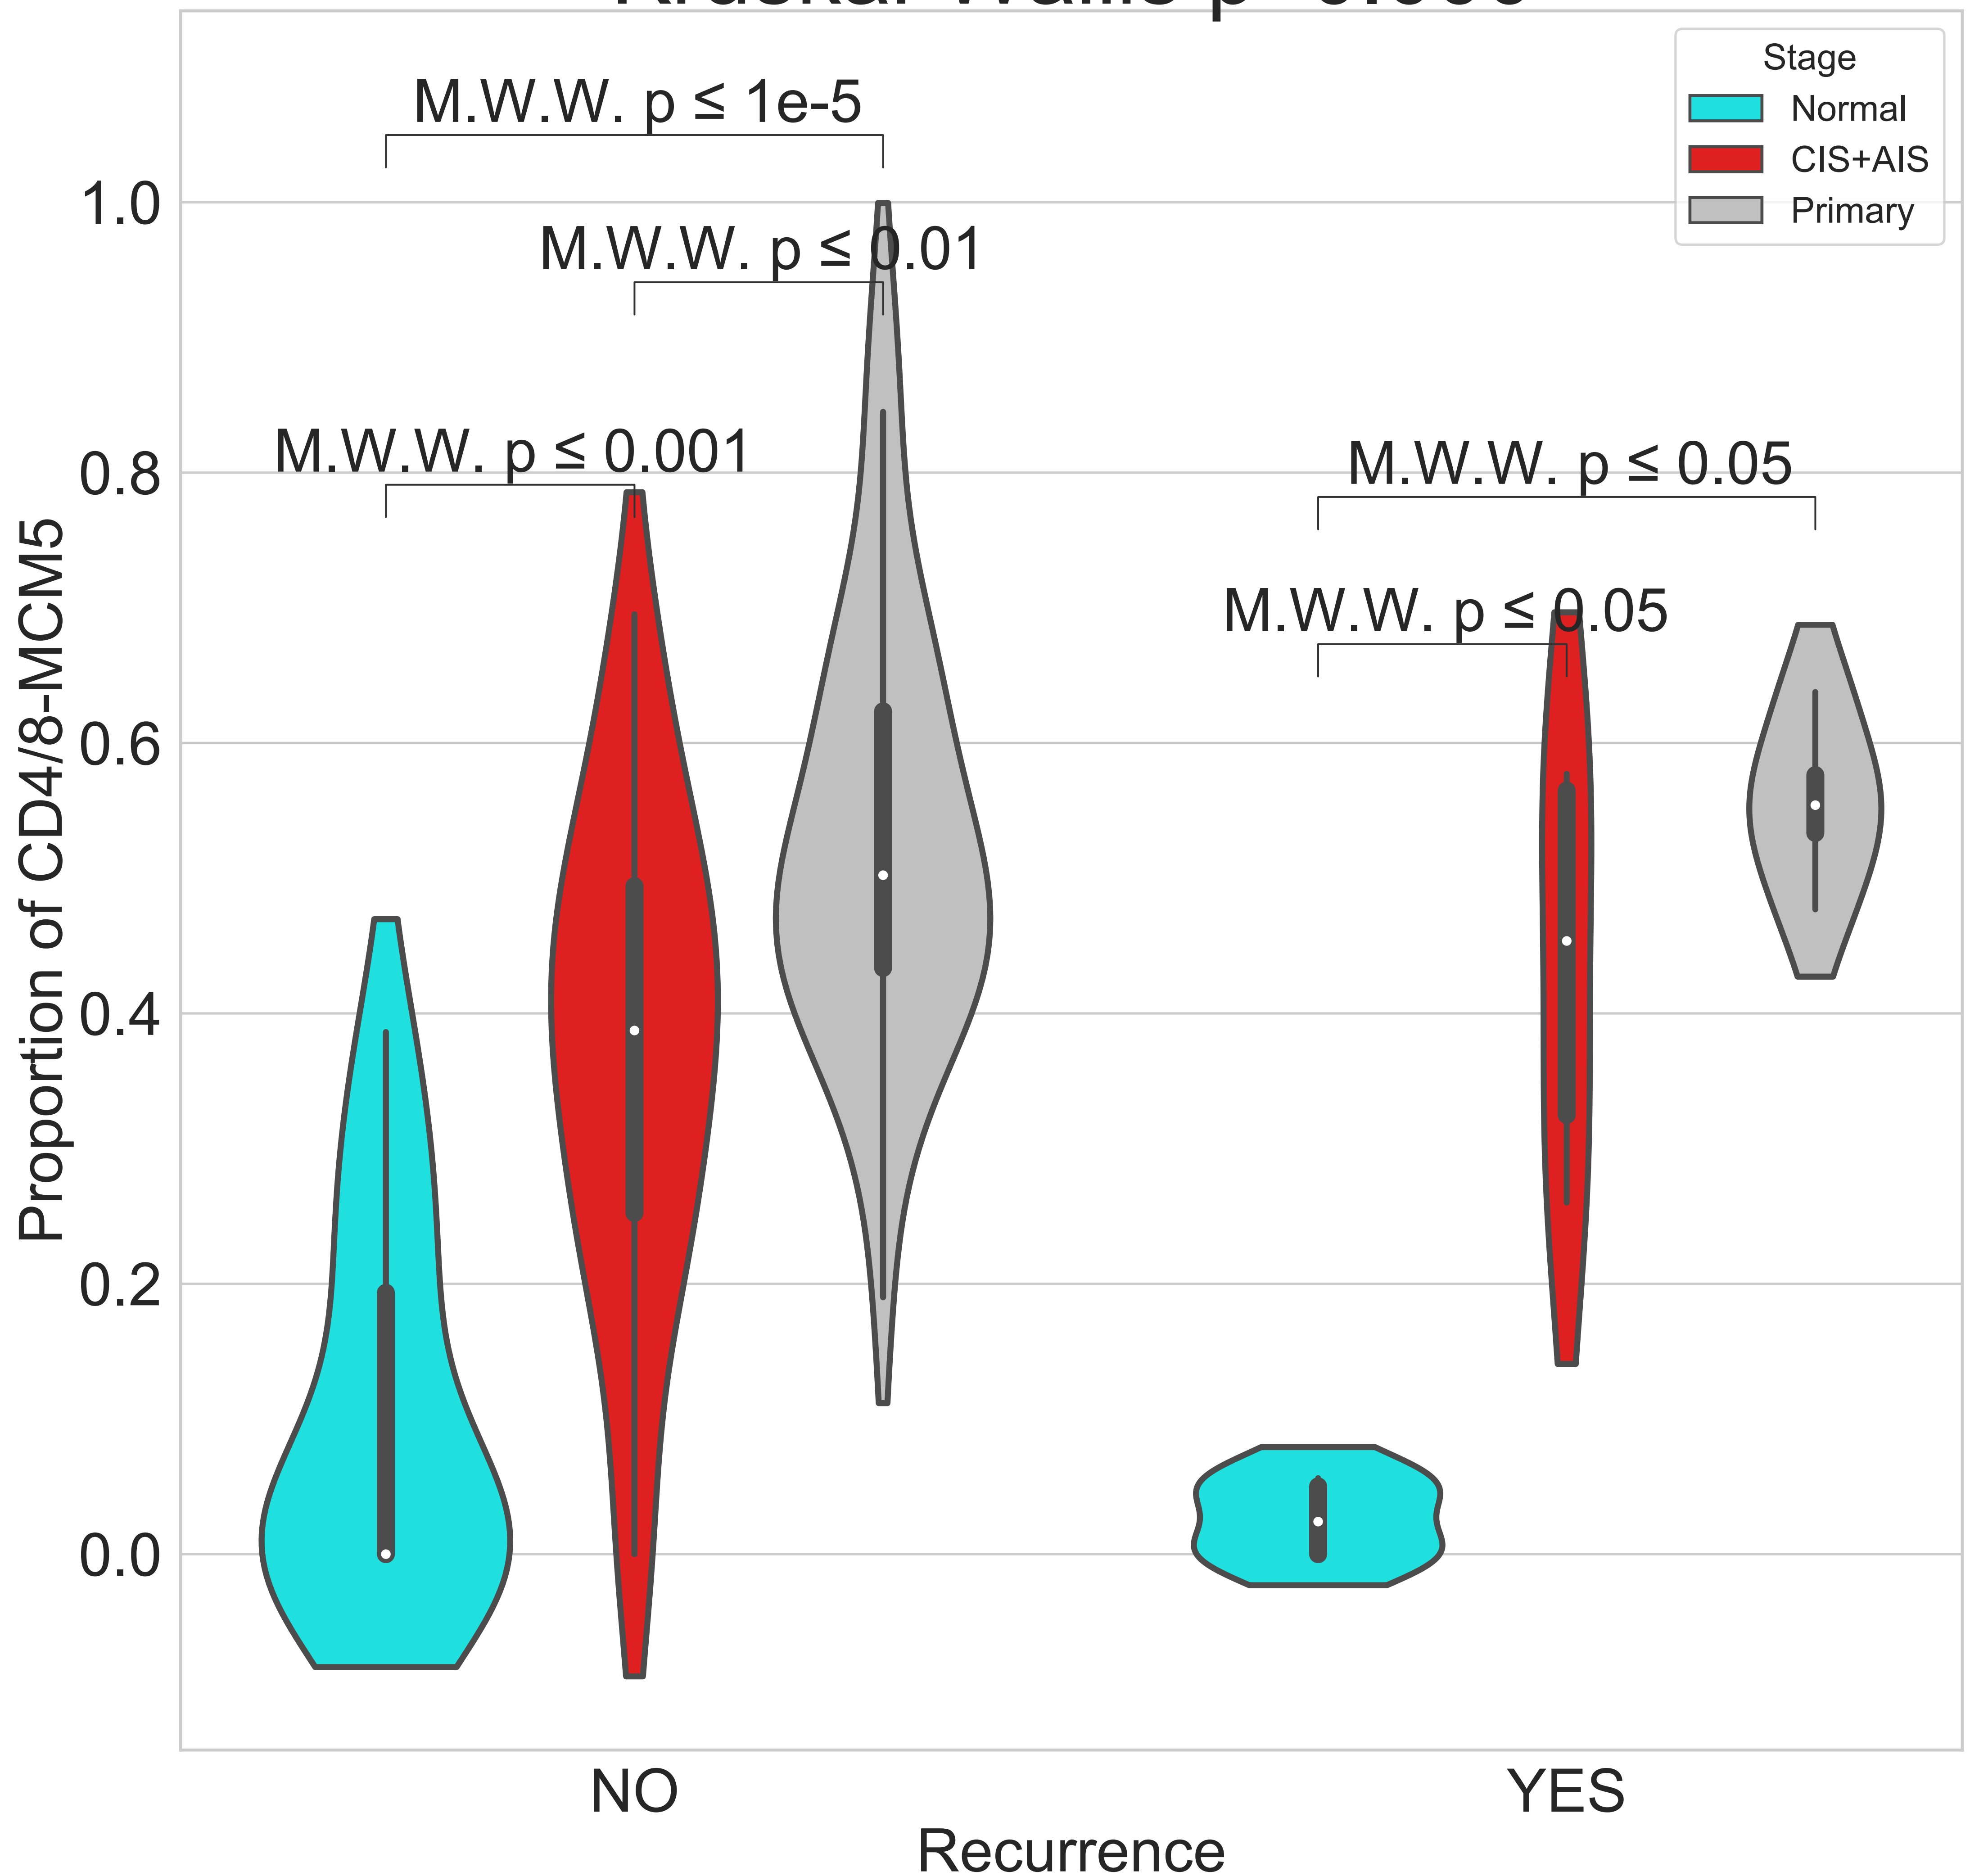 Stage
Normal
CIS+AIS
Primary
M.W.W. p ≤ 1e-5
M.W.W. p ≤ 0.01
M.W.W. p ≤ 0.001
M.W.W. p ≤ 0.05
M.W.W. p ≤ 0.05
1.0
0.8
0.6
0.4
0.2
0.0
Proportion of CD4/8-MCM5
NO
YES
Recurrence